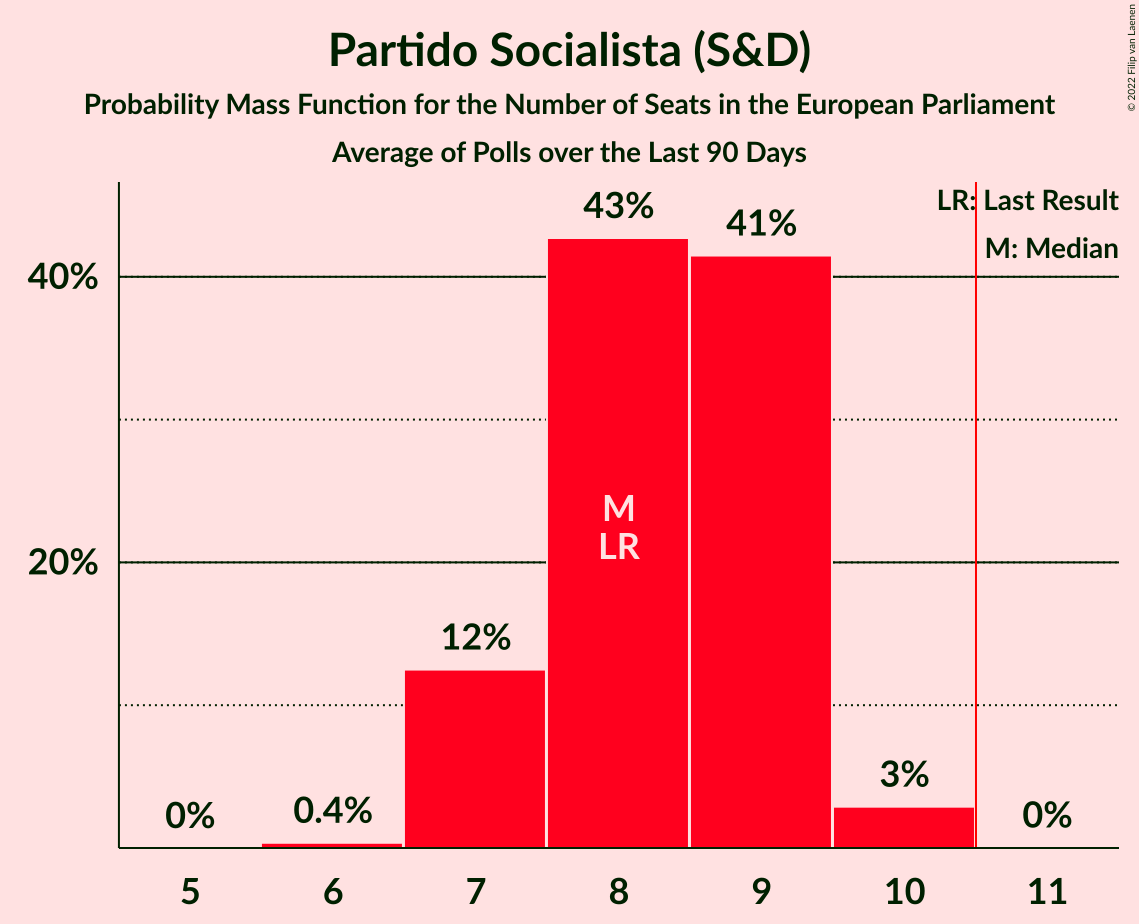 Partido Socialista (S&D)
Probability Mass Function for the Number of Seats in the European Parliament
Average of Polls over the Last 90 Days
© 2022 Filip van Laenen
LR: Last Result
M: Median
43%
41%
40%
M
LR
20%
12%
3%
0%
0.4%
0%
5
6
7
8
9
10
11